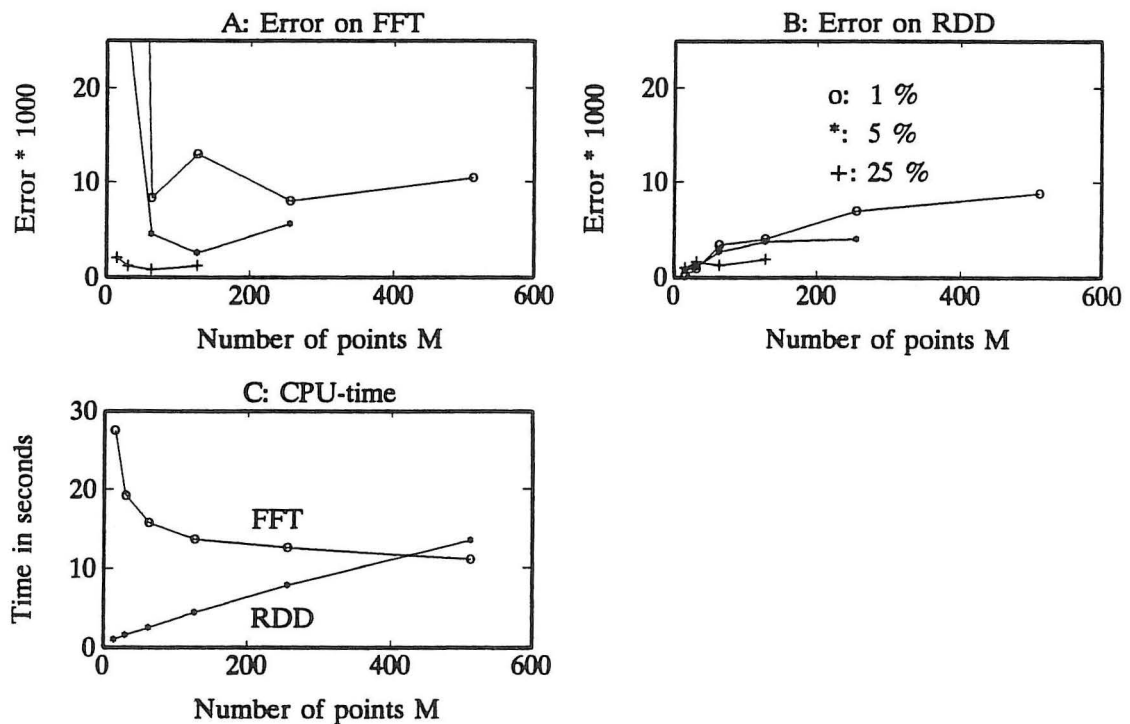 A: Error on FFT
20
10
0
0
200
400
600
Error * 1000
Number of points M
B: Error on RDD
o: 1 %
*: 5 %
+: 25 %
20
10
0
0
200
400
600
Error * 1000
Number of points M
C: CPU-time
30
20
10
0
0
200
400
600
FFT
RDD
Time in seconds
Number of points M